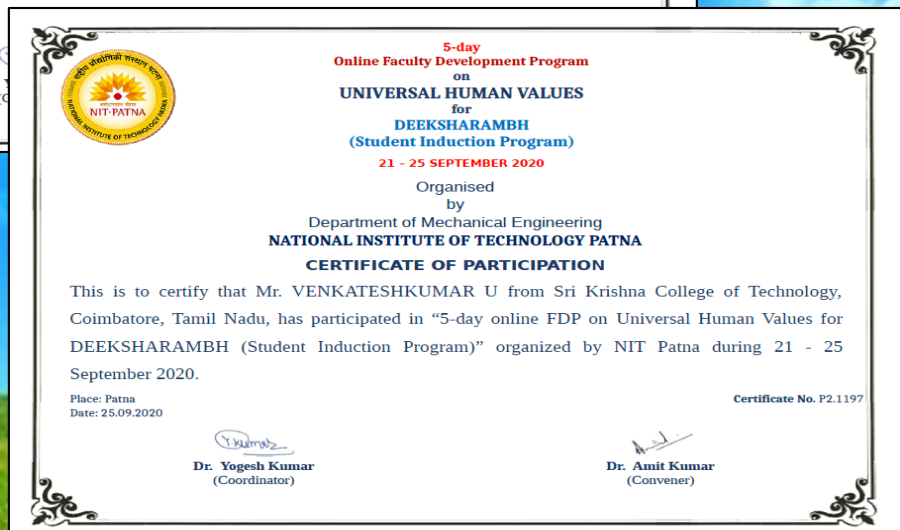 5-day
Online Faculty Development Program
on
UNIVERSAL HUMAN VALUES
for
DEEKSHARAMBH
(Student Induction Program)
21 - 25 SEPTEMBER 2020
राष्ट्रीय प्रौद्योगिकी संस्थान पटना
NIT-PATNA
NATIONAL INSTITUTE OF TECHNOLOGY PATNA
Organised
by
Department of Mechanical Engineering
NATIONAL INSTITUTE OF TECHNOLOGY PATNA
CERTIFICATE OF PARTICIPATION
This is to certify that Mr. VENKATESHKUMAR U from Sri Krishna College of Technology,
Coimbatore, Tamil Nadu, has participated in “5-day online FDP on Universal Human Values for
DEEKSHARAMBH (Student Induction Program)” organized by NIT Patna during 21 - 25
September 2020.
Place: Patna
Date: 25.09.2020
Certificate No. P2.1197
Y.Kumar
Dr. Yogesh Kumar
(Coordinator)
Dr. Amit Kumar
(Convener)